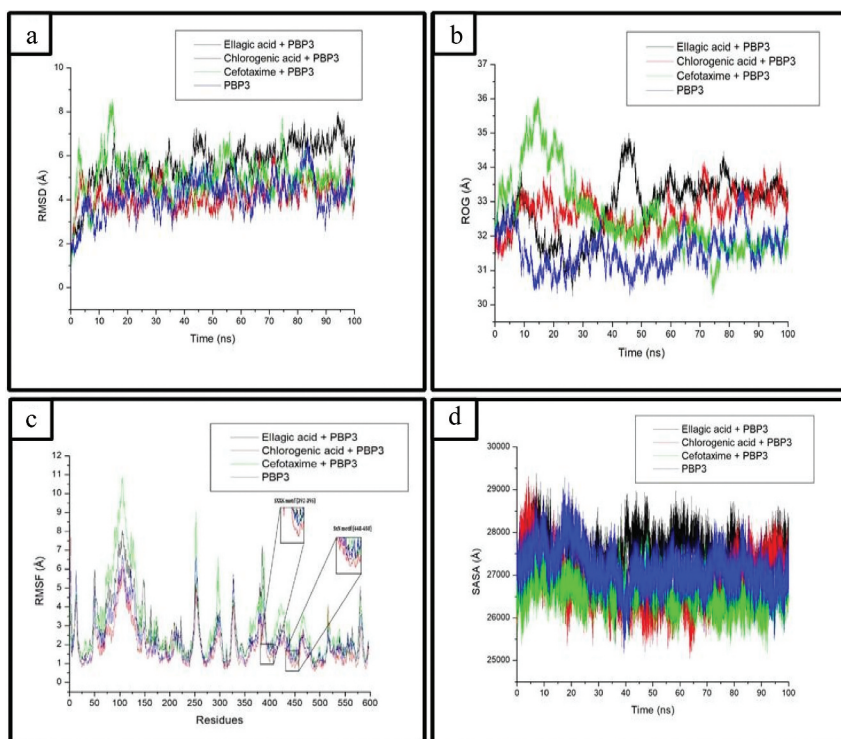 a
Ellagic acid + PBP3
Chlorogenic acid + PBP3
Cefotaxime + PBP3
PBP3
10
8
6
4
2
0
RMSD (Å)
0 10 20 30 40 50 60 70 80 90 100
Time (ns)
b
Ellagic acid + PBP3
Chlorogenic acid + PBP3
Cefotaxime + PBP3
PBP3
37
36
35
34
33
32
31
30
ROG (Å)
0 10 20 30 40 50 60 70 80 90 100
Time (ns)
c
Ellagic acid + PBP3
Chlorogenic acid + PBP3
Cefotaxime + PBP3
PBP3
12
11
10
9
8
7
6
5
4
3
2
1
0
RMSF (Å)
motif
motif
0 50 100 150 200 250 300 350 400 450 500 550 600
Residues
d
Ellagic acid + PBP3
Chlorogenic acid + PBP3
Cefotaxime + PBP3
PBP3
30000
29000
28000
27000
26000
25000
SASA (Å)
0 10 20 30 40 50 60 70 80 90 100
Time (ns)